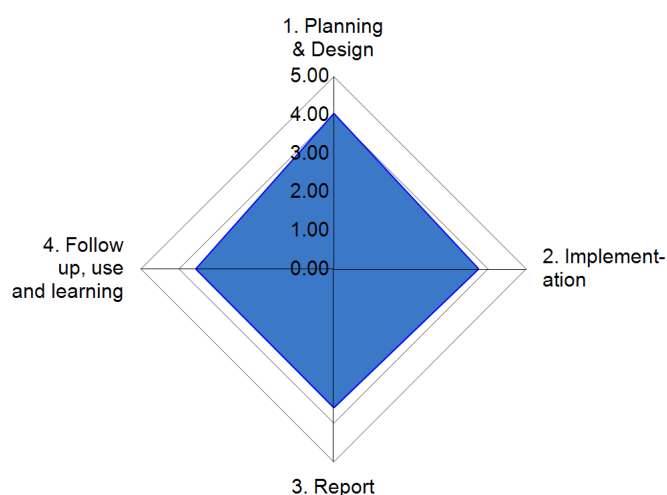 1. Planning
& Design
5.00
4.00
3.00
2.00
1.00
0.00
4. Follow
up, use
and learning
2. Implement-
ation
3. Report